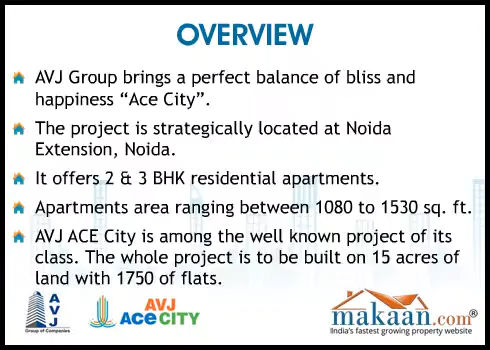 OVERVIEW
AVJ Group brings a perfect balance of bliss and
happiness “Ace City”.
The project is strategically located at Noida
Extension, Noida.
It offers 2 & 3 BHK residential apartments.
Apartments area ranging between 1080 to 1530 sq. ft.
AVJ ACE City is among the well known project of its
class. The whole project is to be built on 15 acres of
land with 1750 of flats.
A
V
J
Group of Companies
AVJ
ACE CITY
makaan.com®
India's fastest growing property website